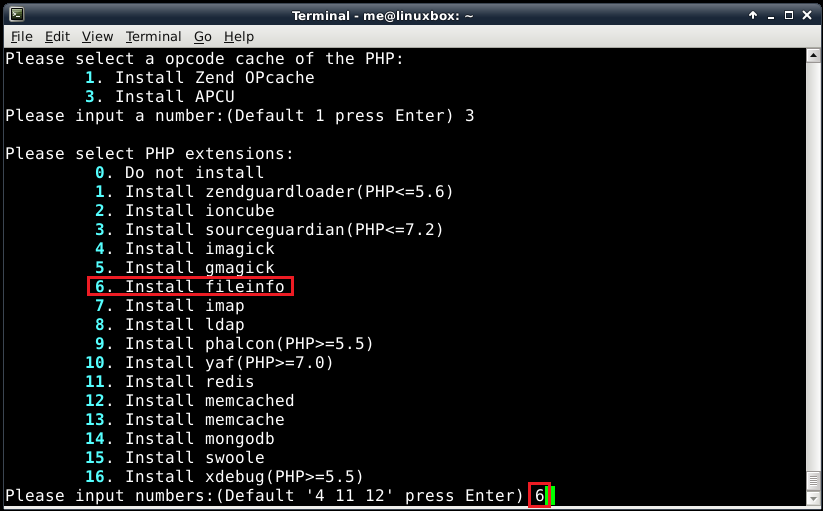 Terminal - me@linuxbox: ~
File Edit View Terminal Go Help
Please select a opcode cache of the PHP:
1. Install Zend OPcache
3. Install APCU
Please input a number:(Default 1 press Enter) 3
Please select PHP extensions:
0. Do not install
1. Install zendguardloader(PHP<=5.6)
2. Install ioncube
3. Install sourceguardian(PHP<=7.2)
4. Install imagick
5. Install gmagick
6. Install fileinfo
7. Install imap
8. Install ldap
9. Install phalcon(PHP>=5.5)
10. Install yaf(PHP>=7.0)
11. Install redis
12. Install memcached
13. Install memcache
14. Install mongodb
15. Install swoole
16. Install xdebug(PHP>=5.5)
Please input numbers:(Default '4 11 12' press Enter) 6